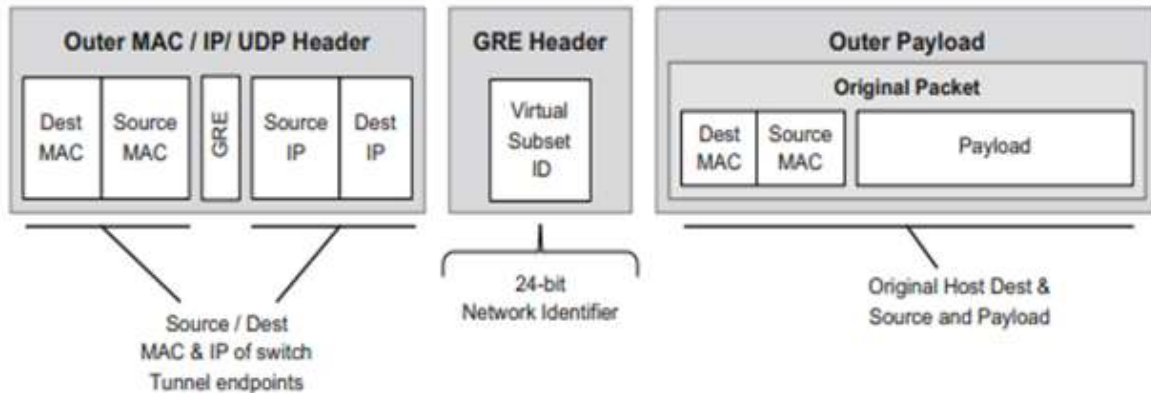 Outer MAC / IP/ UDP Header
Dest
MAC
Source
MAC
GRE
Source
IP
Dest
IP
Source / Dest
MAC & IP of switch
Tunnel endpoints
GRE Header
Virtual
Subset
ID
24-bit
Network Identifier
Outer Payload
Original Packet
Dest
MAC
Source
MAC
Payload
Original Host Dest &
Source and Payload